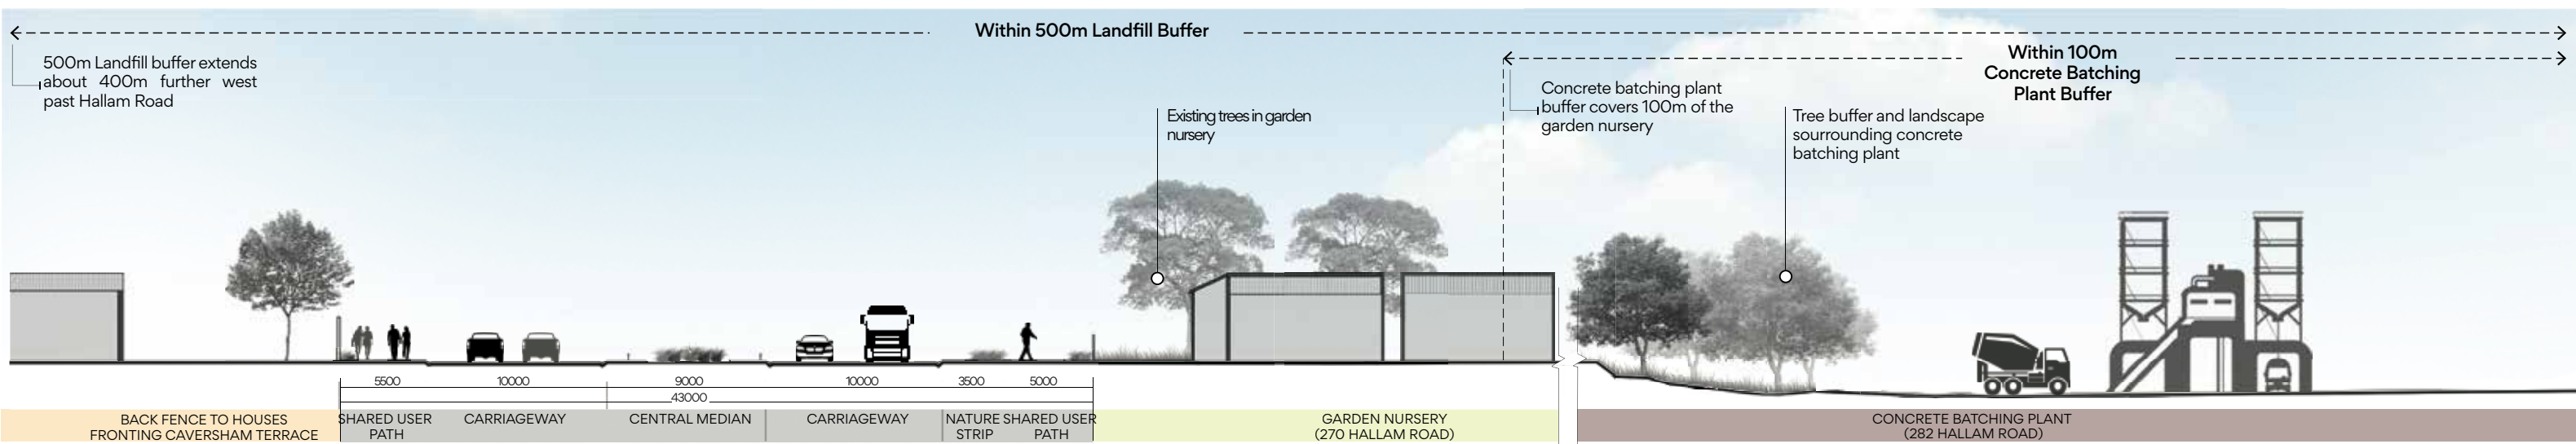 Within 500m Landfill Buffer
500m Landfill buffer extends
about 400m further west
past Hallam Road
Within 100m
Concrete Batching
Plant Buffer
Concrete batching plant
buffer covers 100m of the
garden nursery
Existing trees in garden
nursery
Tree buffer and landscape
sourrounding concrete
batching plant
5500 10000 9000 10000 3500 5000
43000
BACK FENCE TO HOUSES
FRONTING CAVERSHAM TERRACE
SHARED USER
PATH
CARRIAGEWAY
CENTRAL MEDIAN
CARRIAGEWAY
NATURE
STRIP
SHARED USER
PATH
GARDEN NURSERY
(270 HALLAM ROAD)
CONCRETE BATCHING PLANT
(282 HALLAM ROAD)